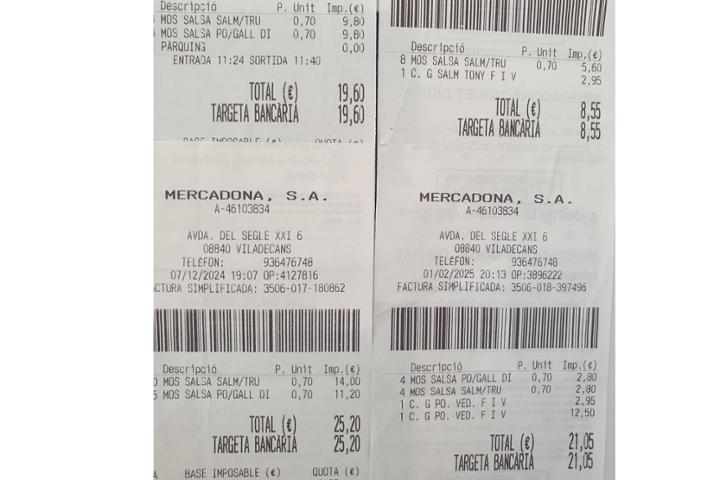 Descripció P. Unit Imp.(€)
MOS SALSA SALM/TRU 0,70 9,80
MOS SALSA PO/GALL DI 0,70 9,80
PARQUING 0,00
ENTRADA 11:24 SORTIDA 11:40
TOTAL (€) 19,60
TARGETA BANCARIA 19,60
BASE IMPOSABLE (€) QUOTA (€)
MERCADONA, S.A.
A-46103834
AVDA. DEL SEGLE XXI 6
08840 VILADECANS
TELÈFON: 936476748
07/12/2024 19:07 OP:4127816
FACTURA SIMPLIFICADA: 3506-017-180862
Descripció P. Unit Imp.(€)
MOS SALSA SALM/TRU 0,70 14,00
MOS SALSA PO/GALL DI 0,70 11,20
TOTAL (€) 25,20
TARGETA BANCARIA 25,20
BASE IMPOSABLE (€) QUOTA (€)
Descripció P. Unit Imp.(€)
8 MOS SALSA SALM/TRU 0,70 5,60
1 C. G SALM TONY F I V 2,95
TOTAL (€) 8,55
TARGETA BANCARIA 8,55
MERCADONA, S.A.
A-46103834
AVDA. DEL SEGLE XXI 6
08840 VILADECANS
TELÈFON: 936476748
01/02/2025 20:13 OP:3896222
FACTURA SIMPLIFICADA: 3506-018-397496
Descripció P. Unit Imp.(€)
4 MOS SALSA PO/GALL DI 0,70 2,80
4 MOS SALSA SALM/TRU 0,70 2,80
1 C. G PO. VED. F I V 2,95
1 C. G PO. VED. F I V 12,50
TOTAL (€) 21,05
TARGETA BANCARIA 21,05